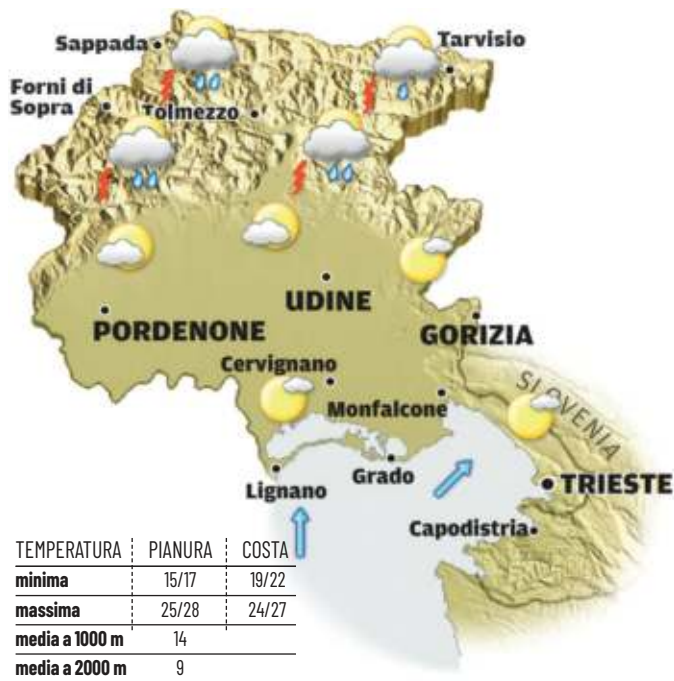 Sappada
Tarvisio
Forni di
Sopra
Tolmezzo
UDINE
PORDENONE
GORIZIA
Cervignano
SLOVENIA
Monfalcone
Grado
Lignano
TRIESTE
Capodistria
TEMPERATURA PIANURA COSTA
minima 15/17 19/22
massima 25/28 24/27
media a 1000 m 14
media a 2000 m 9